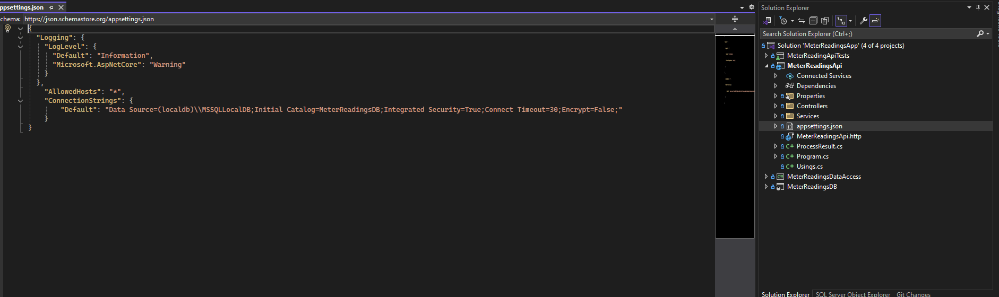 ppsettings.json
chema: https://json.schemastore.org/appsettings.json
{
"Logging": {
"LogLevel": {
"Default": "Information",
"Microsoft.AspNetCore": "Warning"
}
},
"AllowedHosts": "*",
"ConnectionStrings": {
"Default": "Data Source=(localdb)\\MSSQLLocalDB;Initial Catalog=MeterReadingsDB;Integrated Security=True;Connect Timeout=30;Encrypt=False;"
}
}
Solution Explorer
Search Solution Explorer (Ctrl+;)
Solution 'MeterReadingsApp' (4 of 4 projects)
MeterReadingApiTests
MeterReadingsApi
Connected Services
Dependencies
Properties
Controllers
Services
appsettings.json
MeterReadingsApi.http
C# ProcessResult.cs
C# Program.cs
C# Usings.cs
C# MeterReadingsDataAccess
MeterReadingsDB
Solution Explorer SQL Server Object Explorer Git Changes